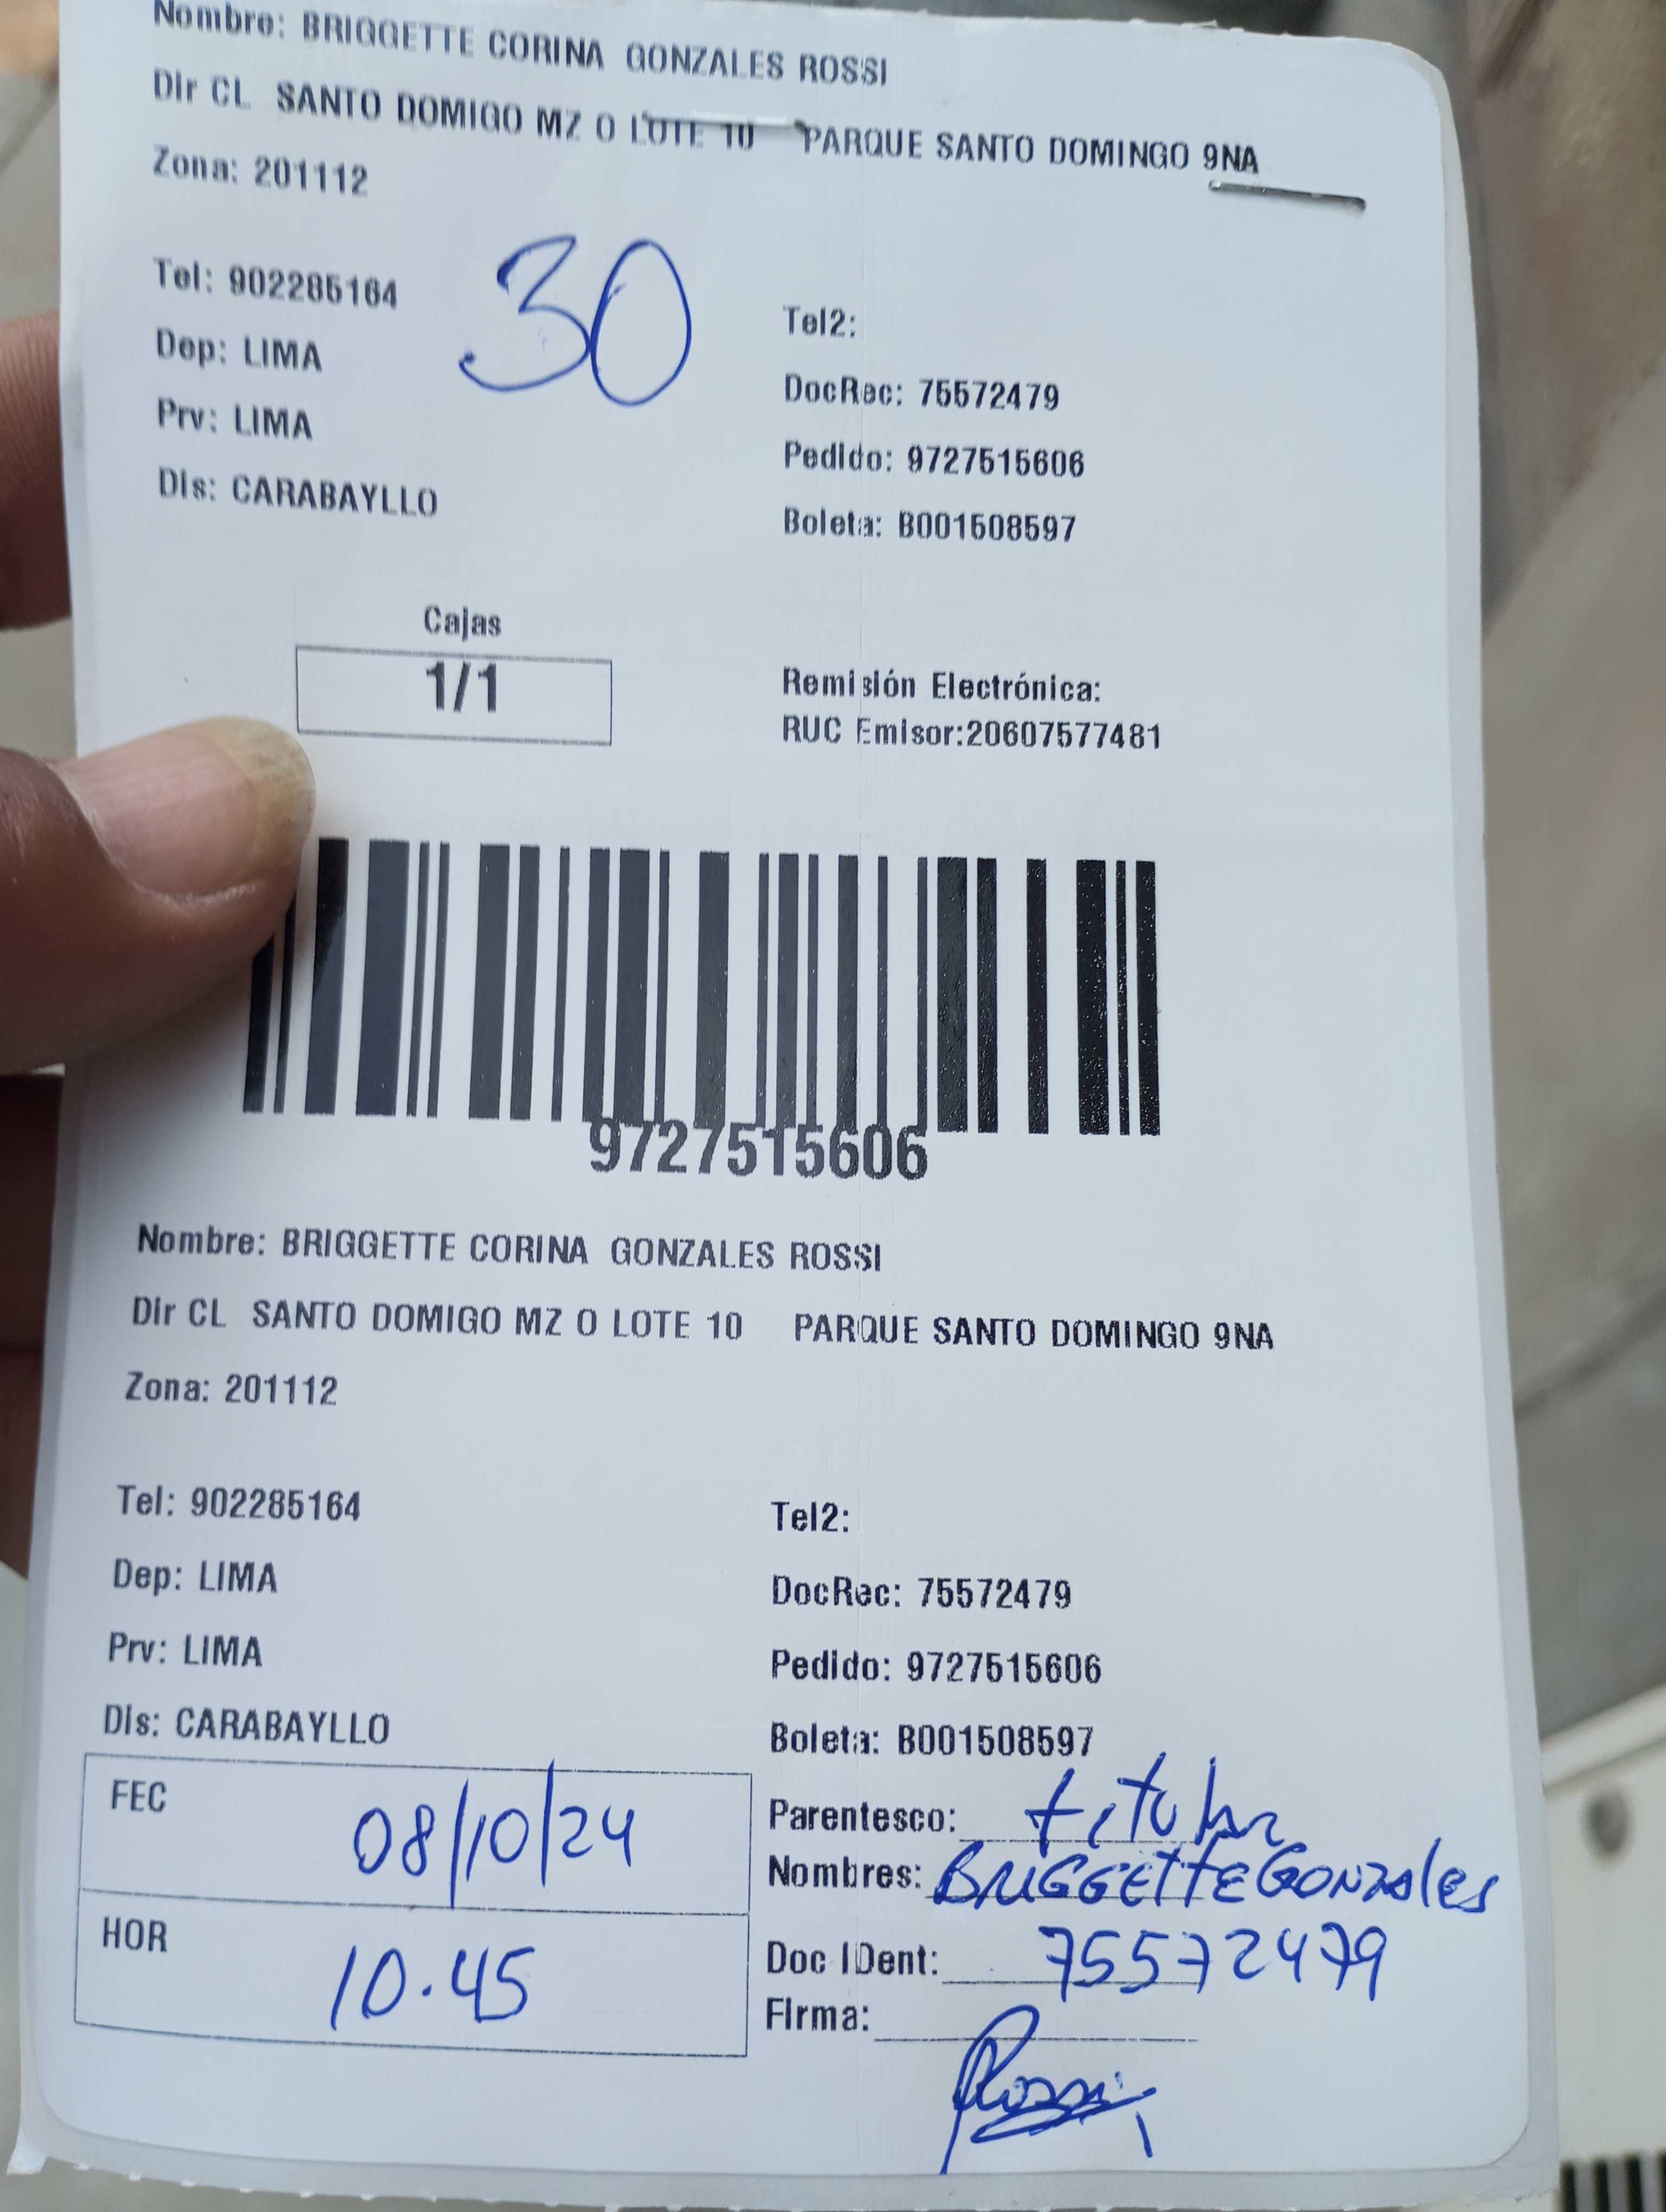 Nombre: BRIGGETTE CORINA GONZALES ROSSI
Dir CL SANTO DOMIGO MZ O LOTE 10 PARQUE SANTO DOMINGO 9NA
Zona: 201112
30
Tel: 902285164
Tel2:
Dep: LIMA
DocRec: 75572479
Prv: LIMA
Pedido: 9727515606
Dis: CARABAYLLO
Boleta: B001508597
Cajas
1/1
Remisión Electrónica:
RUC Emisor:20607577481
9727515606
Nombre: BRIGGETTE CORINA GONZALES ROSSI
Dir CL SANTO DOMIGO MZ O LOTE 10 PARQUE SANTO DOMINGO 9NA
Zona: 201112
Tel: 902285164
Tel2:
Dep: LIMA
DocRec: 75572479
Prv: LIMA
Pedido: 9727515606
Dis: CARABAYLLO
Boleta: B001508597
FEC 08/10/24
Parentesco: titular
Nombres: BRIGGETTE GONZALES
HOR 10.45
Doc IDent: 75572479
Firma: Rossi